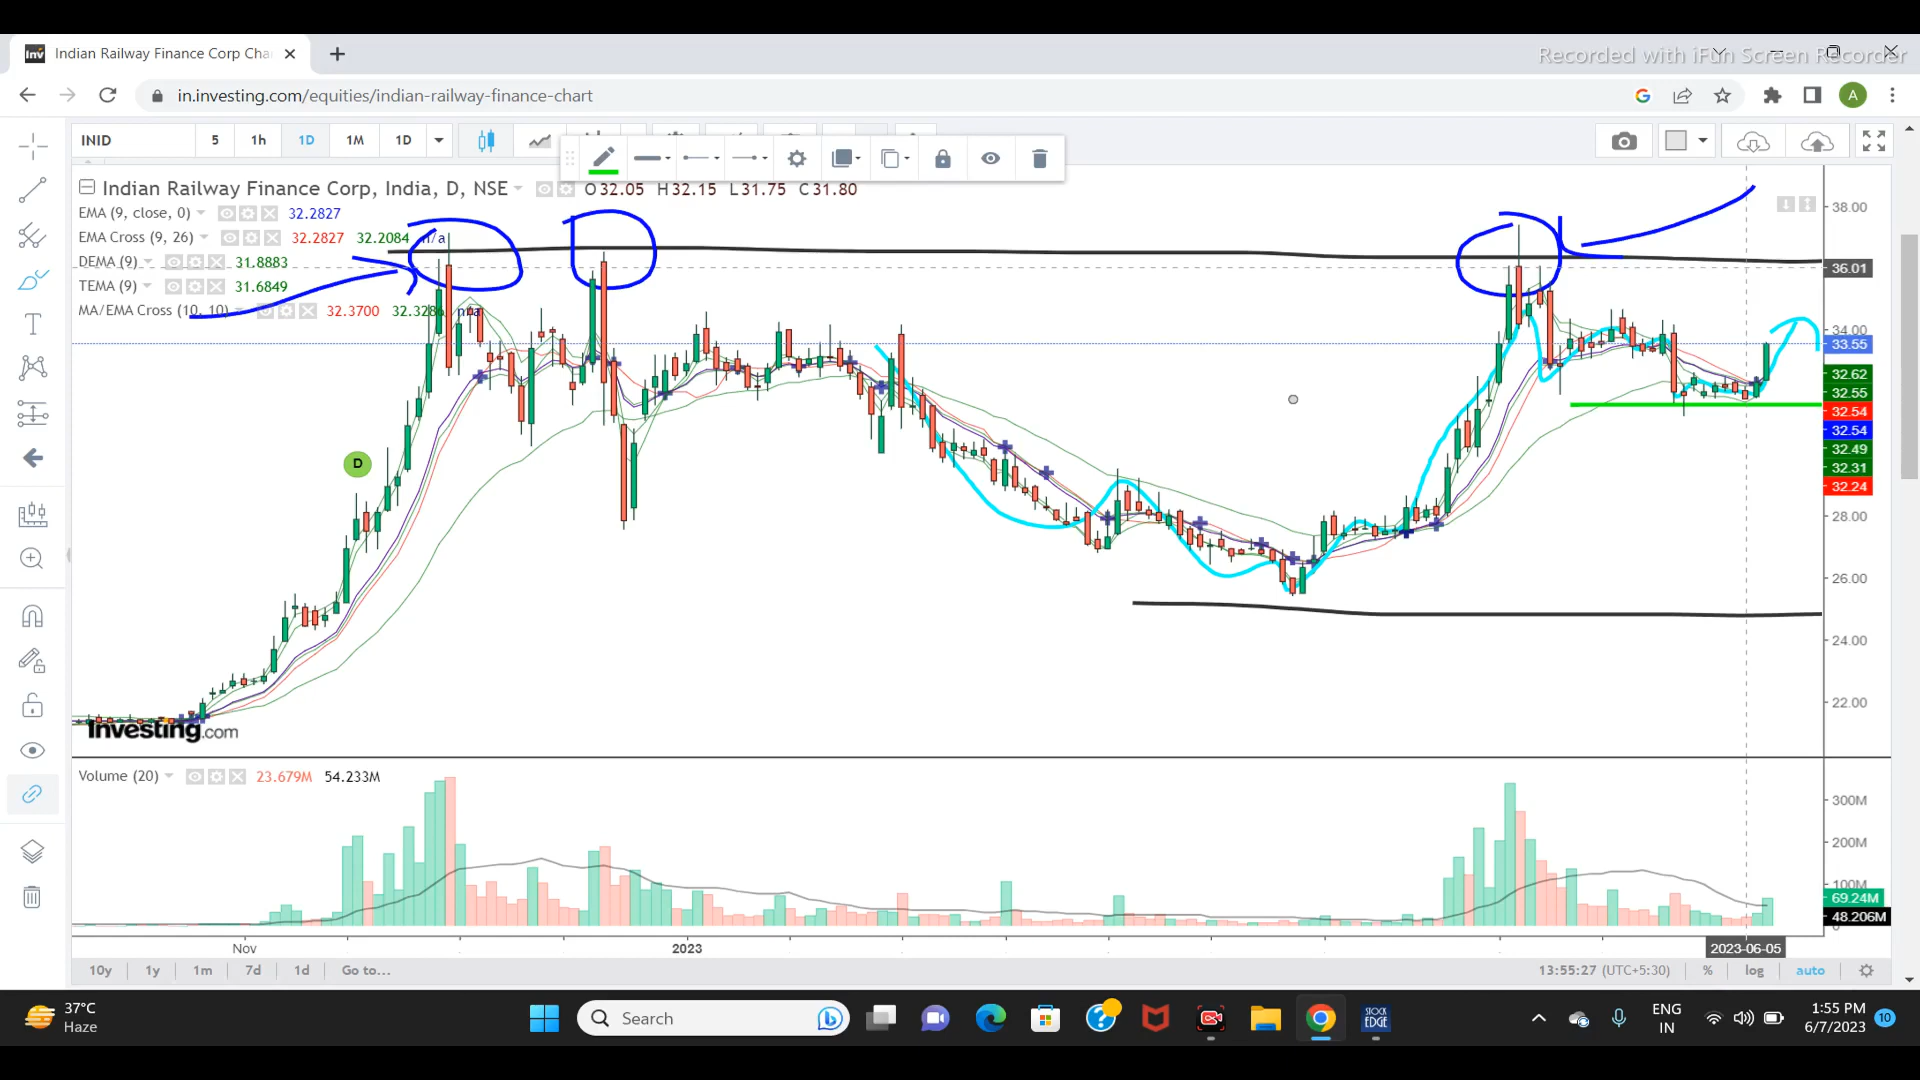 Indian Railway Finance Corp Cha
Recorded with iFun Screen Recorder
in.investing.com/equities/indian-railway-finance-chart
INID 5 1h 1D 1M 1D
Indian Railway Finance Corp, India, D, NSE O32.05 H32.15 L31.75 C31.80
EMA (9, close, 0) 32.2827
EMA Cross (9, 26) 32.2827 32.2084 n/a
DEMA (9) 31.8883
TEMA (9) 31.6849
MA/EMA Cross (10, 10) 32.3700 32.3286 n/a
38.00
36.01
34.00
33.55
32.62
32.55
32.54
32.54
32.49
32.31
32.24
28.00
26.00
24.00
22.00
D
Investing.com
Volume (20) 23.679M 54.233M
300M
200M
100M
69.24M
48.206M
0
Nov 2023 2023-06-05
10y 1y 1m 7d 1d Go to... 13:55:27 (UTC+5:30) % log auto
37°C
Haze
Search
STOCK
EDGE
ENG
IN
1:55 PM
6/7/2023
10
A